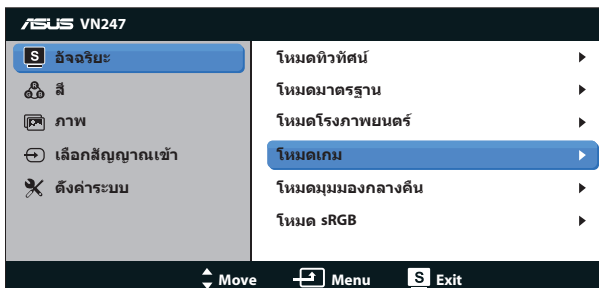 ASUS VN247
S อัจฉริยะ
สี
ภาพ
เลือกสัญญาณเข้า
ตั้งค่าระบบ
โหมดทิวทัศน์
โหมดมาตรฐาน
โหมดโรงภาพยนตร์
โหมดเกม
โหมดมุมมองกลางคืน
โหมด sRGB
Move Menu S Exit